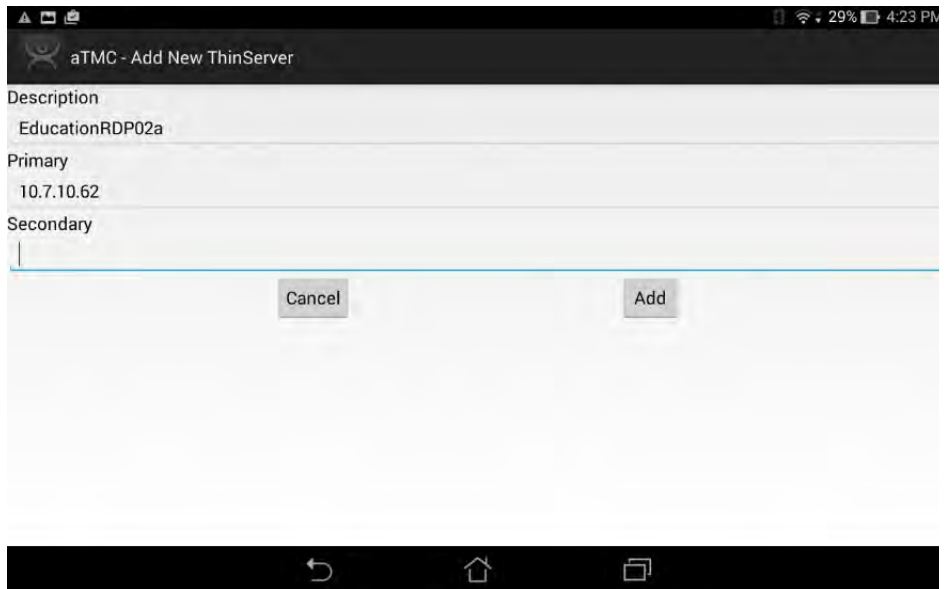 29% 4:23 PM
aTMC - Add New ThinServer
Description
EducationRDP02a
Primary
10.7.10.62
Secondary
Cancel Add